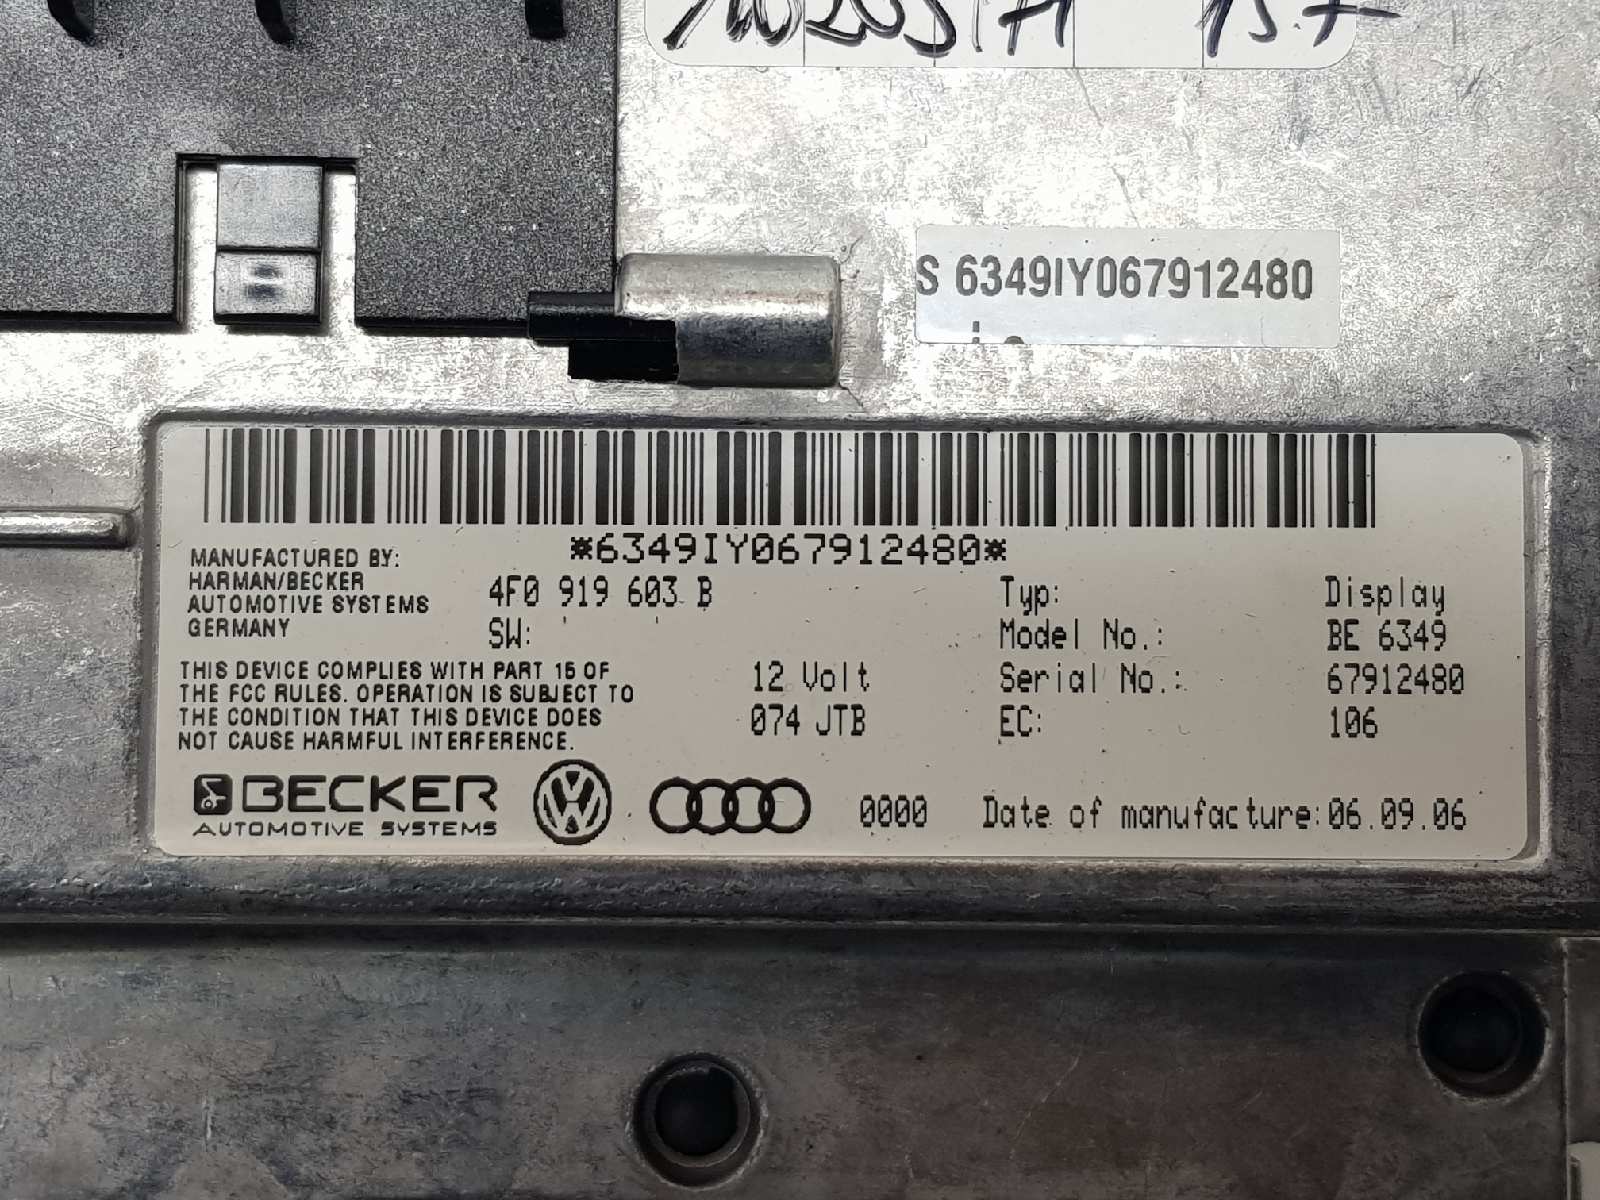 S 6349IY067912480
*6349IY067912480*
MANUFACTURED BY:
HARMAN/BECKER
AUTOMOTIVE SYSTEMS
GERMANY
4F0 919 603 B
SW:
Typ: Display
Model No.: BE 6349
Serial No.: 67912480
EC: 106
THIS DEVICE COMPLIES WITH PART 15 OF
THE FCC RULES. OPERATION IS SUBJECT TO
THE CONDITION THAT THIS DEVICE DOES
NOT CAUSE HARMFUL INTERFERENCE.
12 Volt
074 JTB
BECKER
AUTOMOTIVE SYSTEMS
VW
0000 Date of manufacture:06.09.06